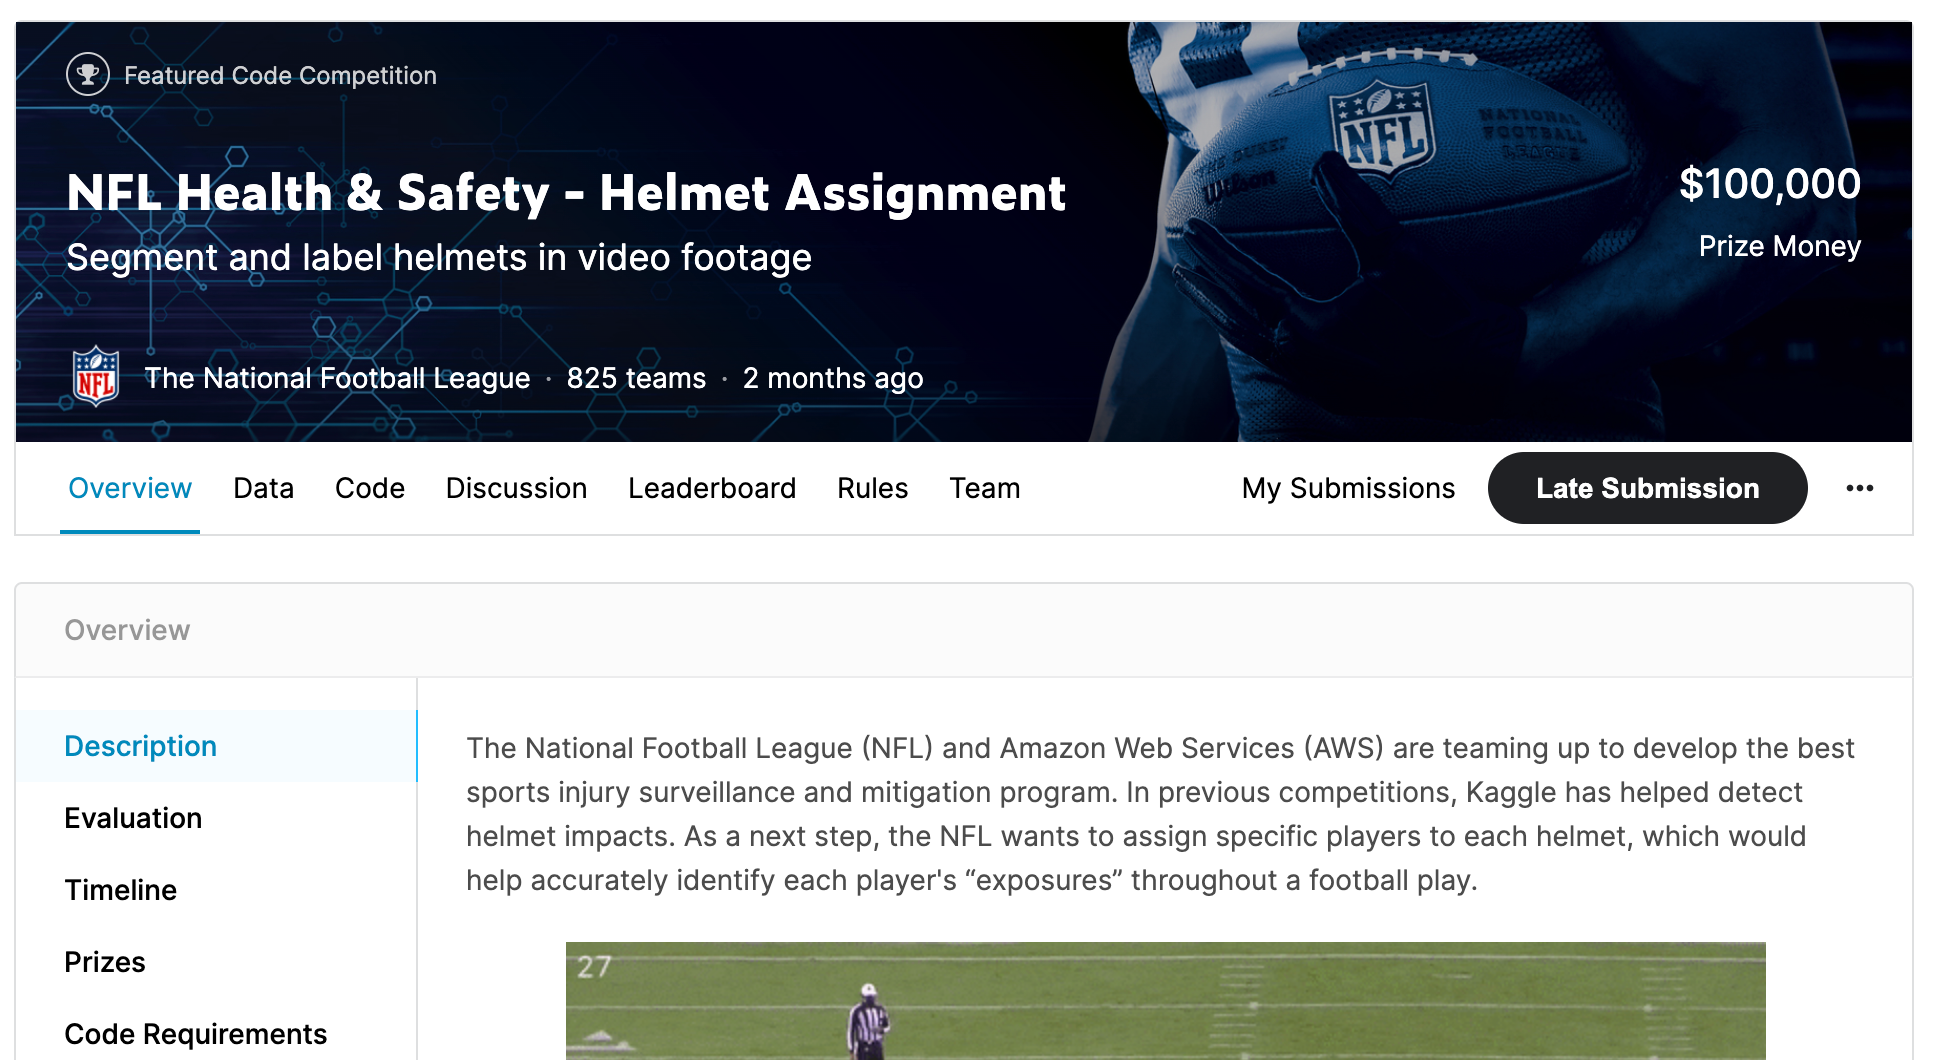 Featured Code Competition
NFL Health & Safety - Helmet Assignment
Segment and label helmets in video footage
$100,000
Prize Money
THE DUKE
Wilson
NFL
NATIONAL
FOOTBALL
LEAGUE
NFL
The National Football League · 825 teams · 2 months ago
Overview
Data
Code
Discussion
Leaderboard
Rules
Team
My Submissions
Late Submission
Overview
Description
Evaluation
Timeline
Prizes
Code Requirements
The National Football League (NFL) and Amazon Web Services (AWS) are teaming up to develop the best
sports injury surveillance and mitigation program. In previous competitions, Kaggle has helped detect
helmet impacts. As a next step, the NFL wants to assign specific players to each helmet, which would
help accurately identify each player's “exposures” throughout a football play.
27